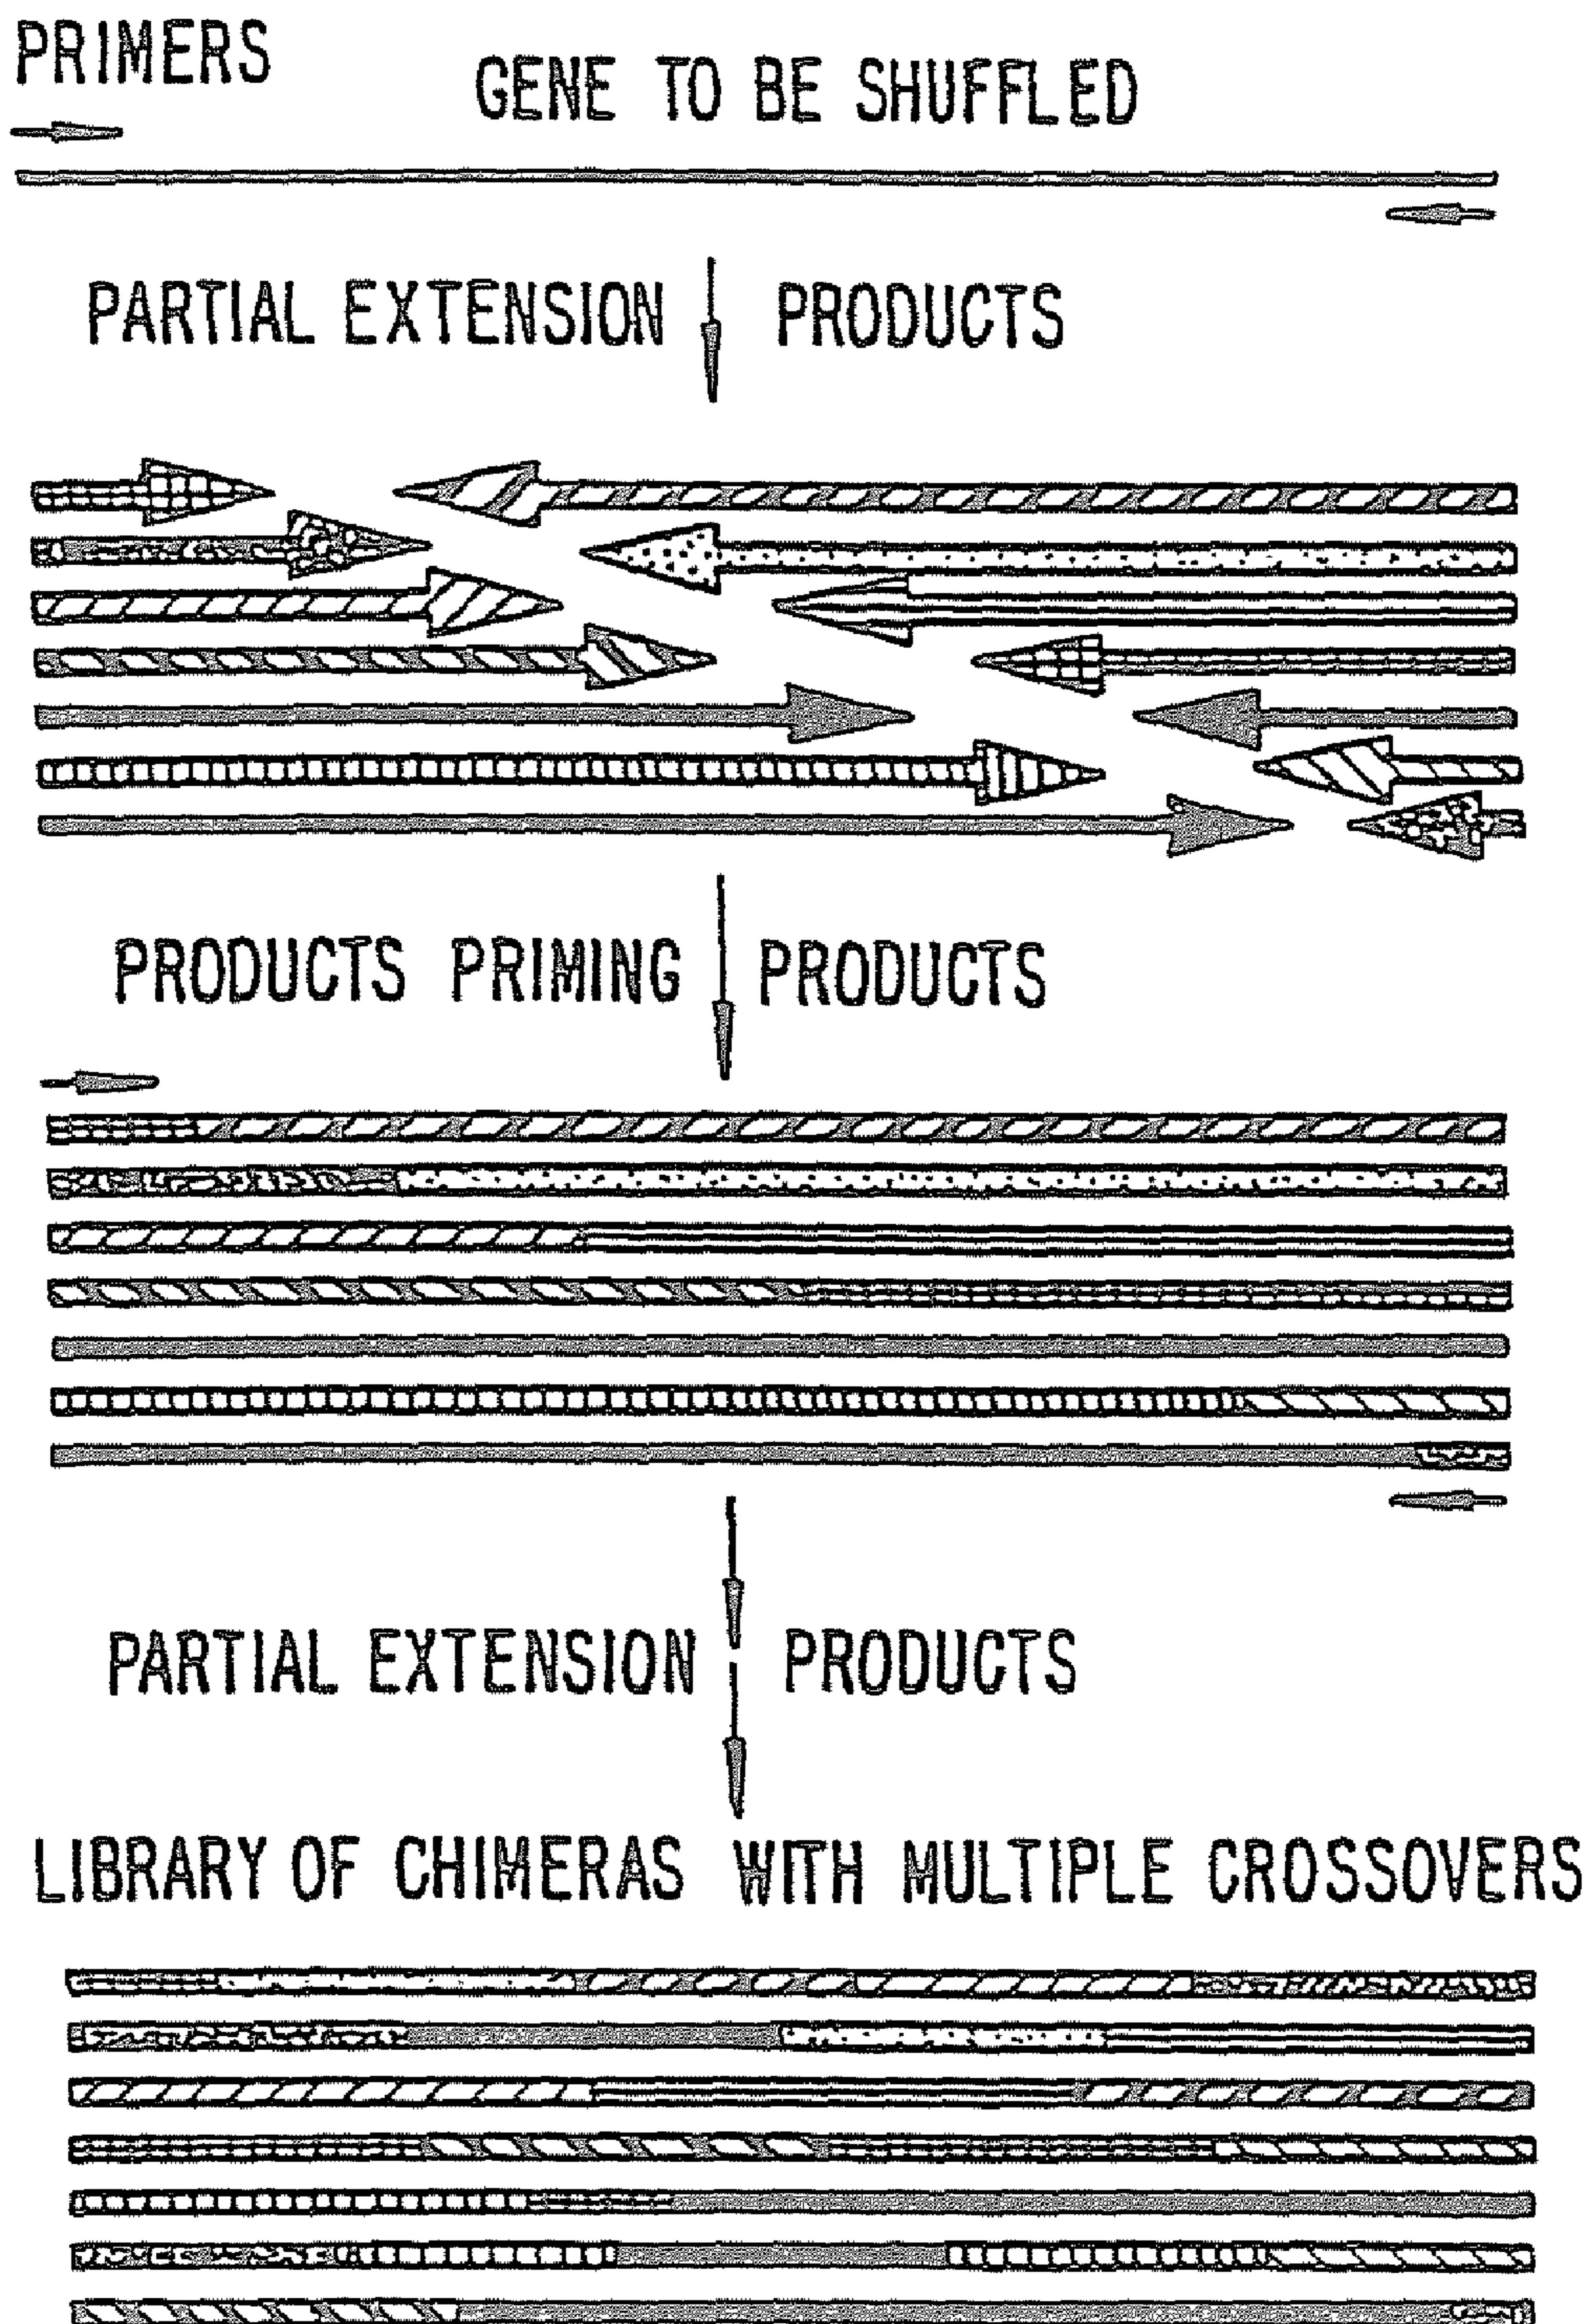 PRIMERS
GENE TO BE SHUFFLED
PARTIAL EXTENSION PRODUCTS
PRODUCTS PRIMING PRODUCTS
PARTIAL EXTENSION PRODUCTS
LIBRARY OF CHIMERAS WITH MULTIPLE CROSSOVERS